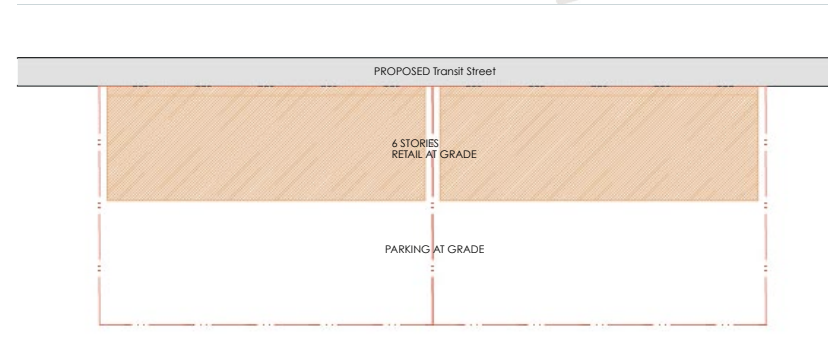 PROPOSED Transit Street
6 STORIES
RETAIL AT GRADE
PARKING AT GRADE